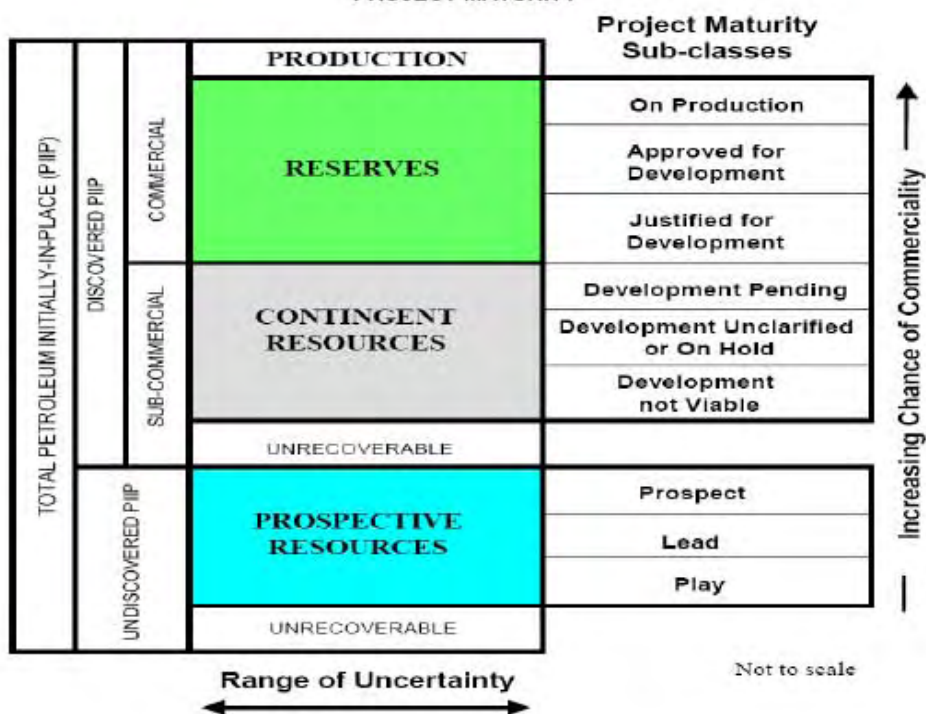 Project Maturity
Sub-classes
PRODUCTION
On Production
RESERVES
Approved for
Development
Justified for
Development
CONTINGENT
RESOURCES
Development Pending
Development Unclarified
or On Hold
Development
not Viable
UNRECOVERABLE
PROSPECTIVE
RESOURCES
Prospect
Lead
Play
UNRECOVERABLE
TOTAL PETROLEUM INITIALLY-IN-PLACE (PIIP)
DISCOVERED PIIP
UNDISCOVERED PIIP
COMMERCIAL
SUB-COMMERCIAL
Increasing Chance of Commerciality
Range of Uncertainty
Not to scale